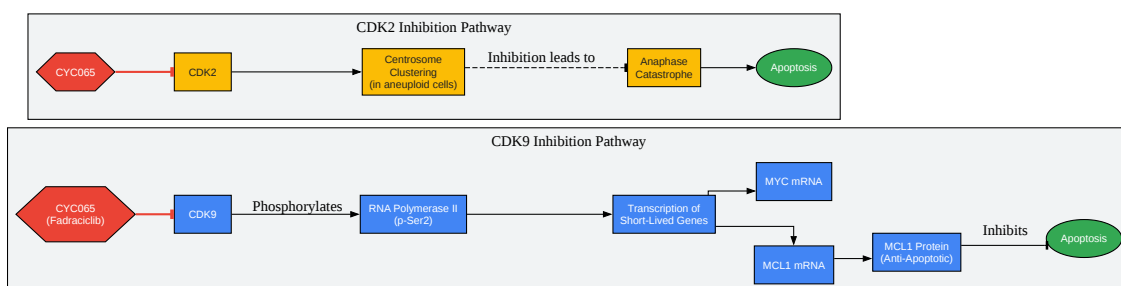 CDK2 Inhibition Pathway
CYC065
CDK2
Centrosome
Clustering
(in aneuploid cells)
Inhibition leads to
Anaphase
Catastrophe
Apoptosis
CDK9 Inhibition Pathway
CYC065
(Fadraciclib)
CDK9
Phosphorylates
RNA Polymerase II
(p-Ser2)
Transcription of
Short-Lived Genes
MYC mRNA
MCL1 mRNA
MCL1 Protein
(Anti-Apoptotic)
Inhibits
Apoptosis